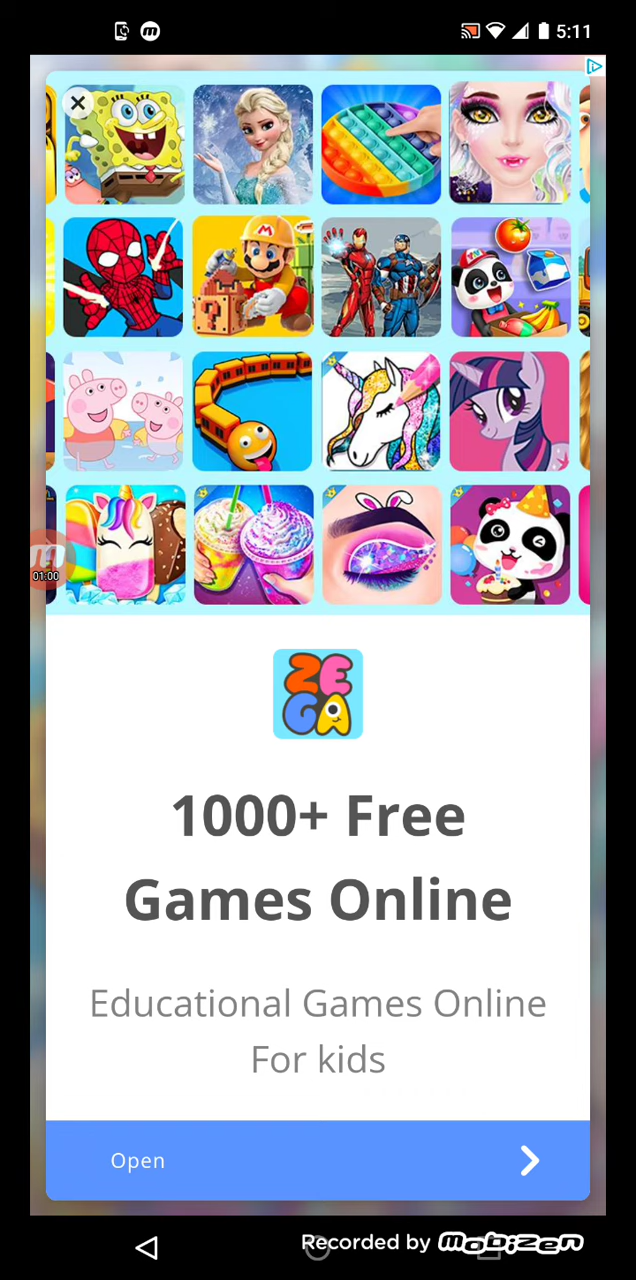 5:11
M
?
01:00
ZE
GA
1000+ Free
Games Online
Educational Games Online
For kids
Open
Recorded by Mobizen